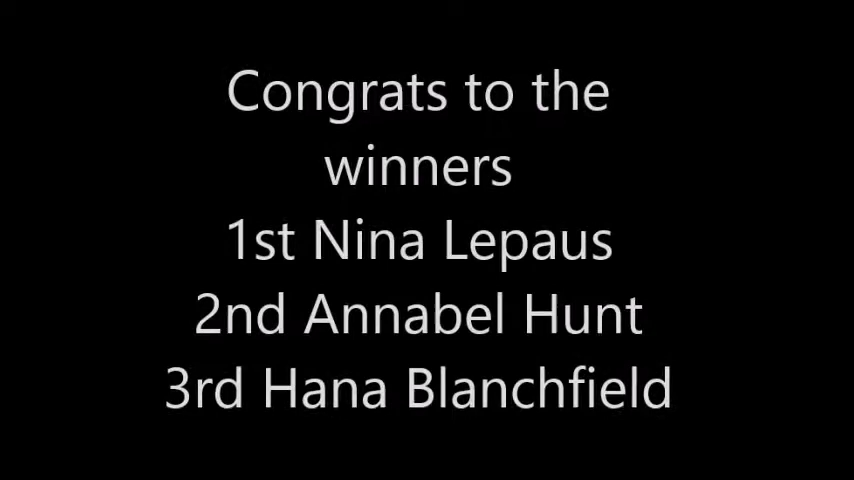 Congrats to the
winners
1st Nina Lepaus
2nd Annabel Hunt
3rd Hana Blanchfield